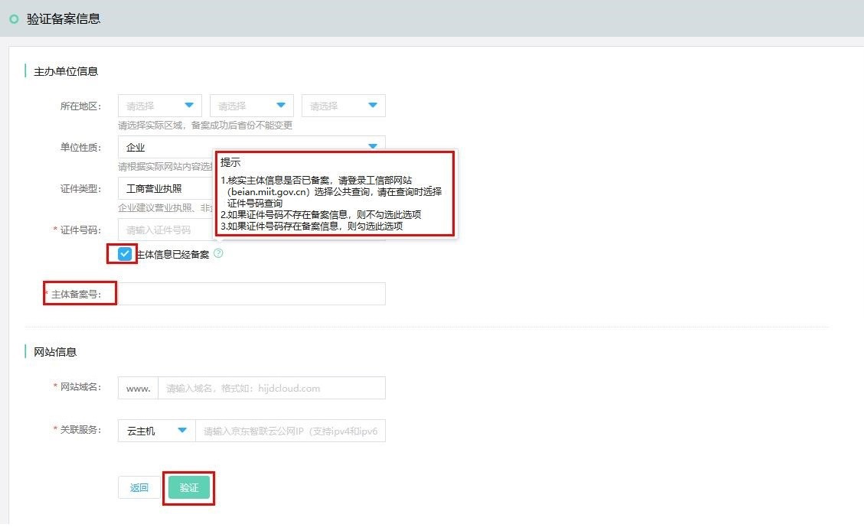 验证备案信息
主办单位信息
所在地区： 请选择 请选择 请选择
请选择实际区域，备案成功后省份不能变更
单位性质： 企业
请根据实际网站内容选
提示
1.核实主体信息是否已备案，请登录工信部网站
（beian.miit.gov.cn）选择公共查询，请在查询时选择
证件号码查询
2.如果证件号码不存在备案信息，则不勾选此选项
3.如果证件号码存在备案信息，则勾选此选项
证件类型： 工商营业执照
企业建议营业执照、非
* 证件号码： 请输入证件号码
主体信息已经备案 ?
* 主体备案号：
网站信息
* 网站域名： www. 请输入域名，格式如：hijdcloud.com
* 关联服务： 云主机 请输入京东智联云公网IP（支持ipv4和ipv6
返回 验证